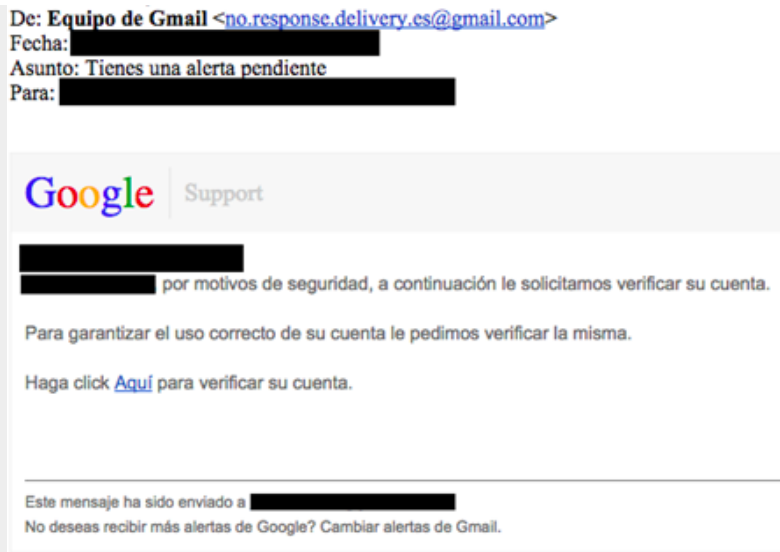 De: Equipo de Gmail <no.response.delivery.es@gmail.com>
Fecha:
Asunto: Tienes una alerta pendiente
Para:
Google Support
por motivos de seguridad, a continuación le solicitamos verificar su cuenta.
Para garantizar el uso correcto de su cuenta le pedimos verificar la misma.
Haga click Aquí para verificar su cuenta.
Este mensaje ha sido enviado a
No deseas recibir más alertas de Google? Cambiar alertas de Gmail.